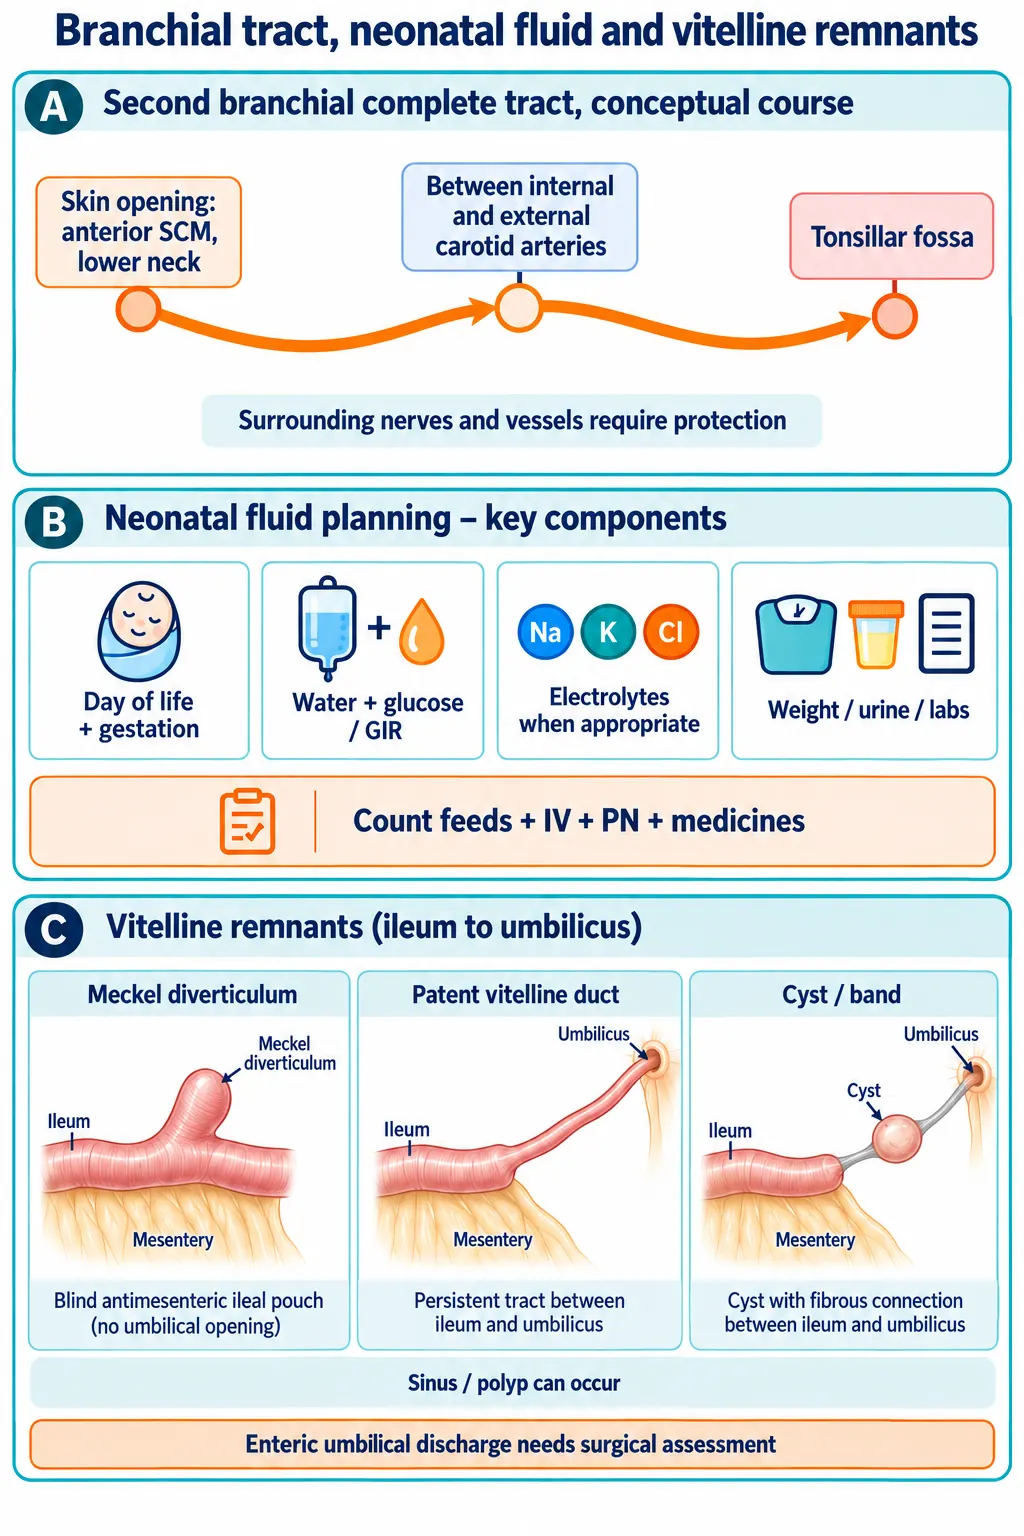 Branchial tract, neonatal fluid and vitelline remnants
A
Second branchial complete tract, conceptual course
Skin opening:
anterior SCM,
lower neck
Between internal
and external
carotid arteries
Tonsillar fossa
Surrounding nerves and vessels require protection
B
Neonatal fluid planning – key components
Day of life
+ gestation
+
Water + glucose
/ GIR
Na
K
Cl
Electrolytes
when appropriate
Weight / urine / labs
Count feeds + IV + PN + medicines
C
Vitelline remnants (ileum to umbilicus)
Meckel diverticulum
Meckel
diverticulum
Ileum
Mesentery
Blind antimesenteric ileal pouch
(no umbilical opening)
Patent vitelline duct
Umbilicus
Ileum
Mesentery
Persistent tract between
ileum and umbilicus
Cyst / band
Umbilicus
Cyst
Ileum
Mesentery
Cyst with fibrous connection
between ileum and umbilicus
Sinus / polyp can occur
Enteric umbilical discharge needs surgical assessment